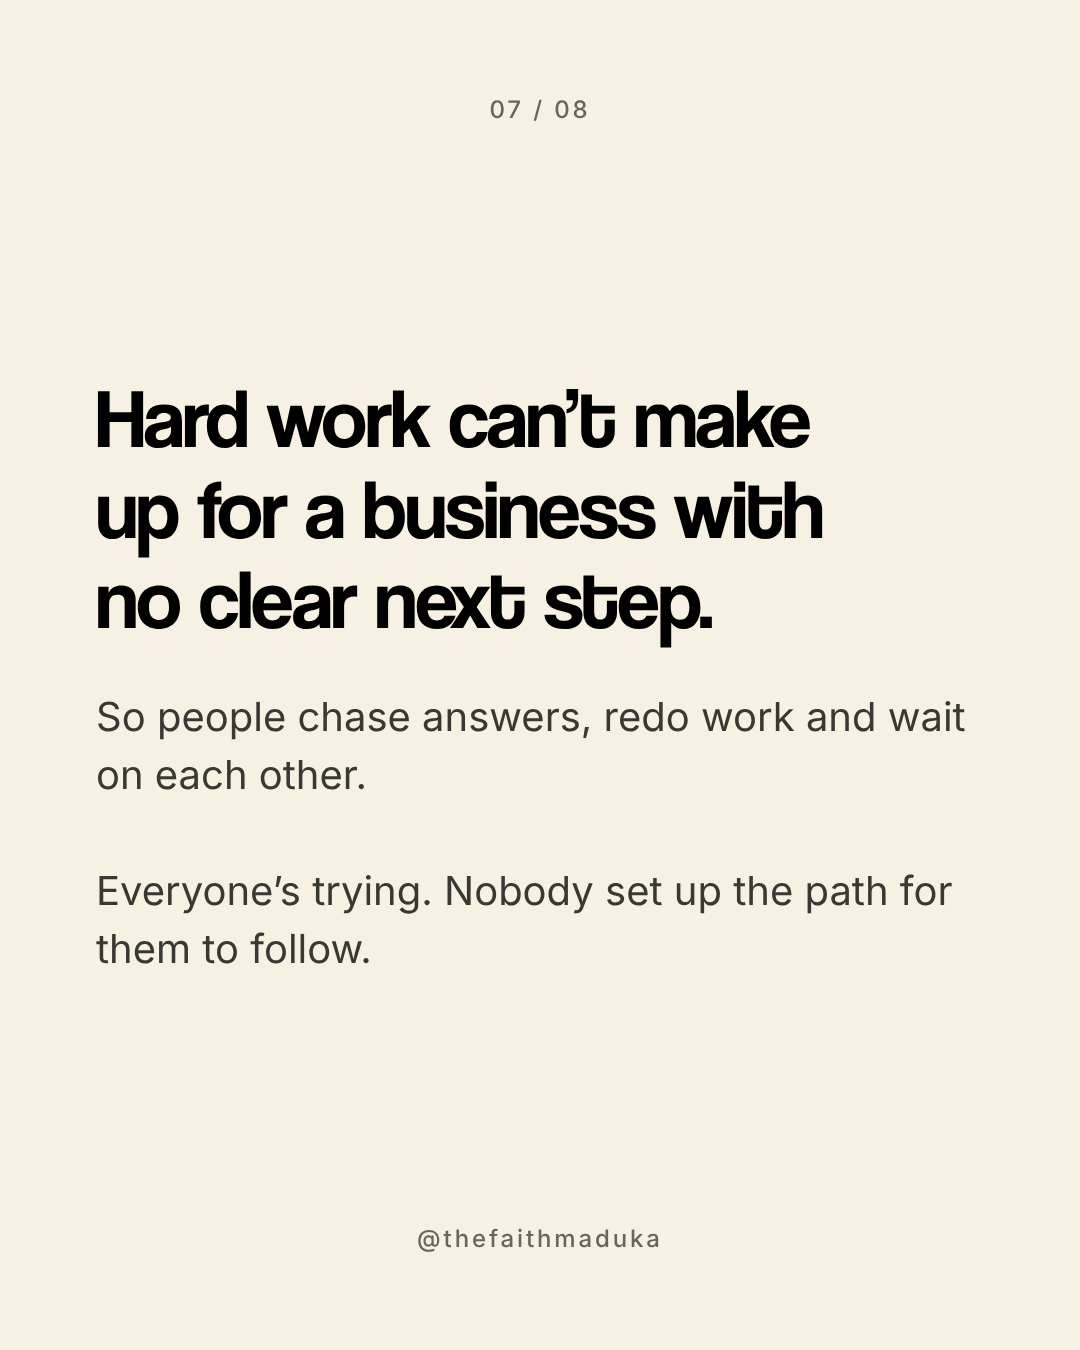 07 / 08
Hard work can’t make
up for a business with
no clear next step.
So people chase answers, redo work and wait
on each other.
Everyone’s trying. Nobody set up the path for
them to follow.
@thefaithmaduka